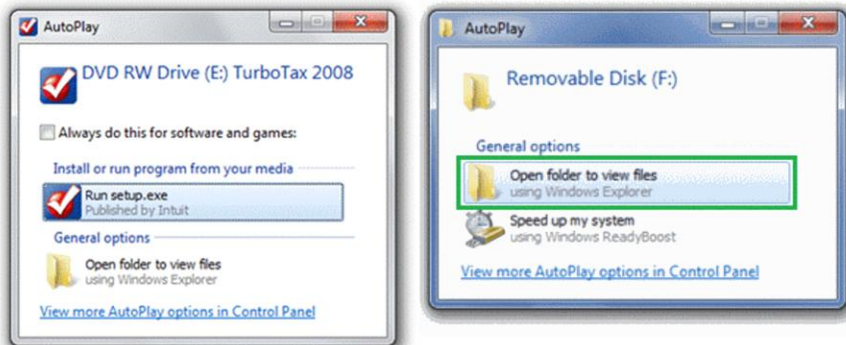 AutoPlay
DVD RW Drive (E:) TurboTax 2008
Always do this for software and games:
Install or run program from your media
Run setup.exe
Published by Intuit
General options
Open folder to view files
using Windows Explorer
View more AutoPlay options in Control Panel
AutoPlay
Removable Disk (F:)
General options
Open folder to view files
using Windows Explorer
Speed up my system
using Windows ReadyBoost
View more AutoPlay options in Control Panel